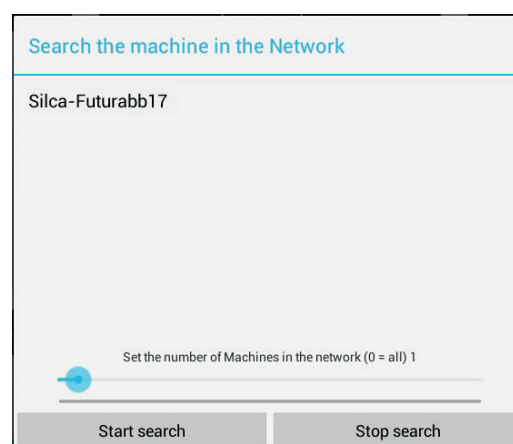 Search the machine in the Network
Silca-Futurabb17
Set the number of Machines in the network (0 = all) 1
Start search
Stop search